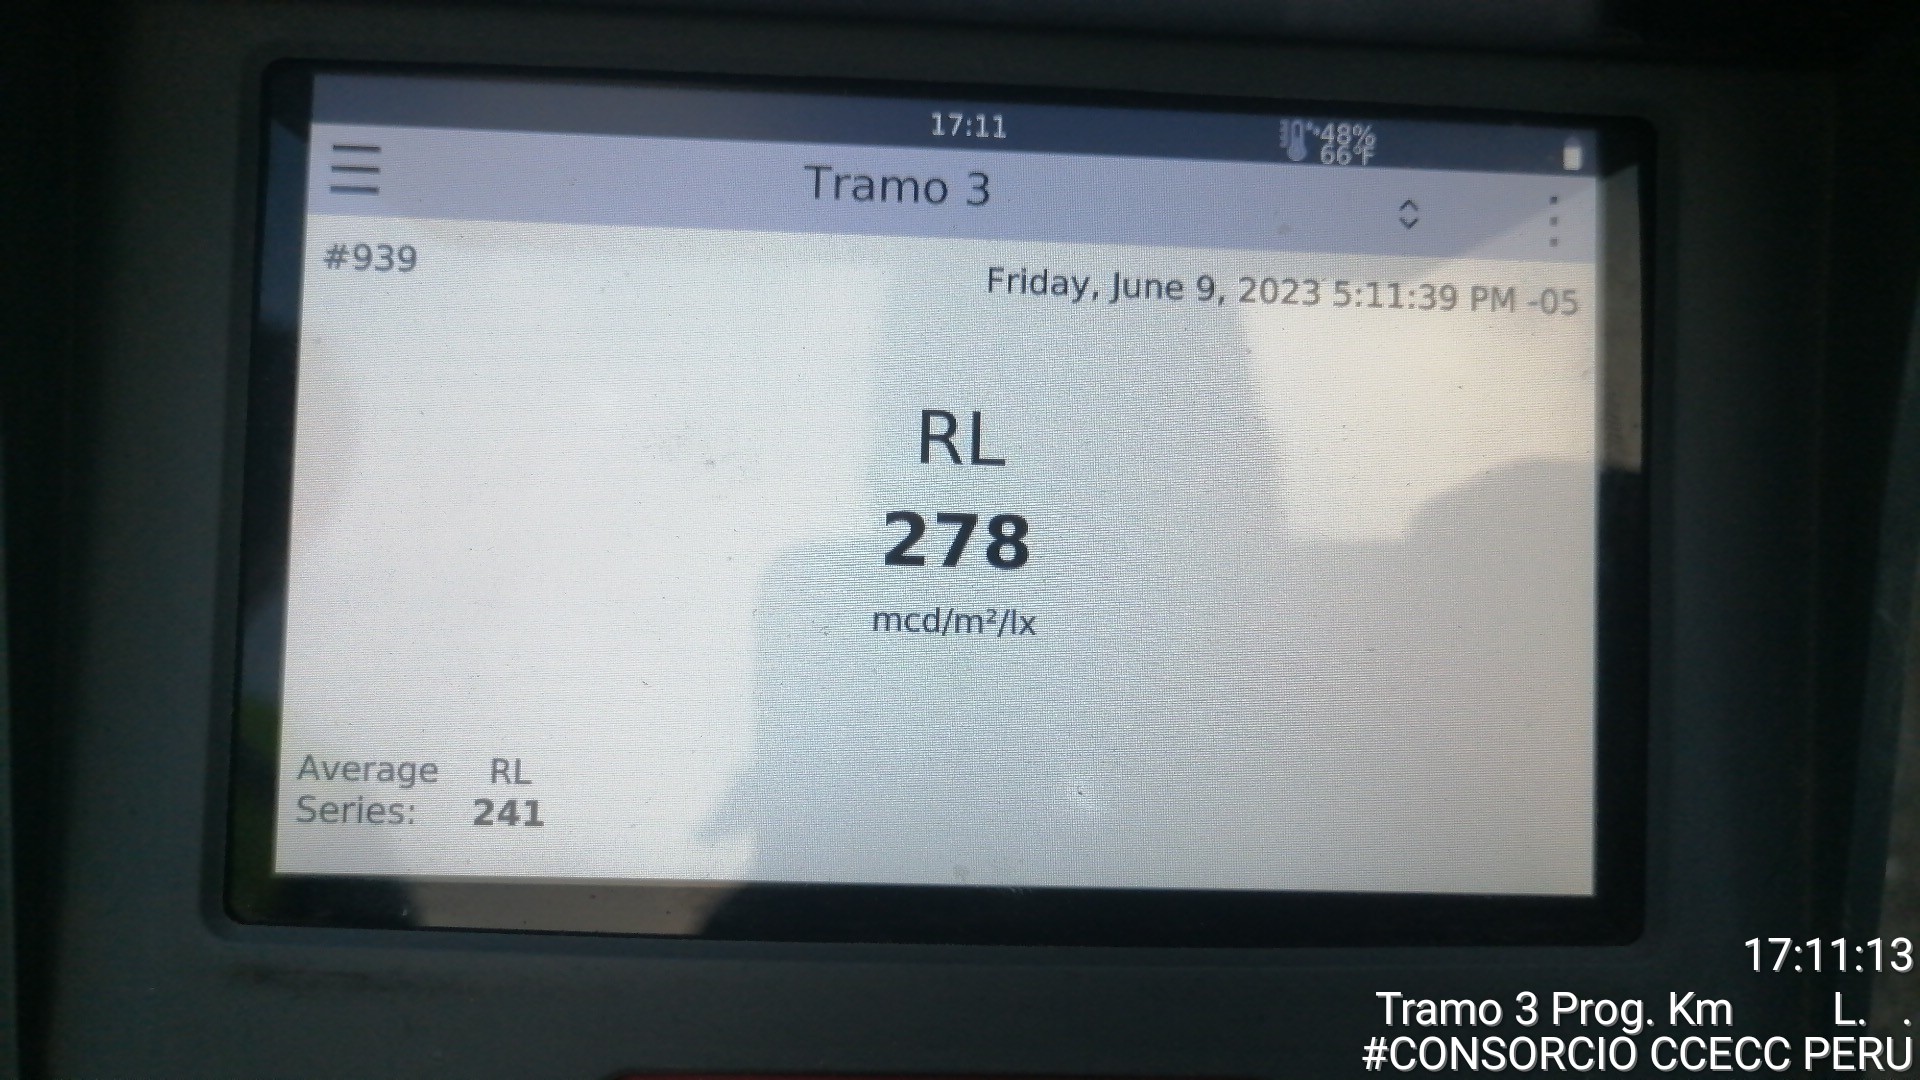 17:11
48%
66°F
Tramo 3
#939
Friday, June 9, 2023 5:11:39 PM -05
RL
278
mcd/m²/lx
Average RL
Series: 241
17:11:13
Tramo 3 Prog. Km L. .
#CONSORCIO CCECC PERU